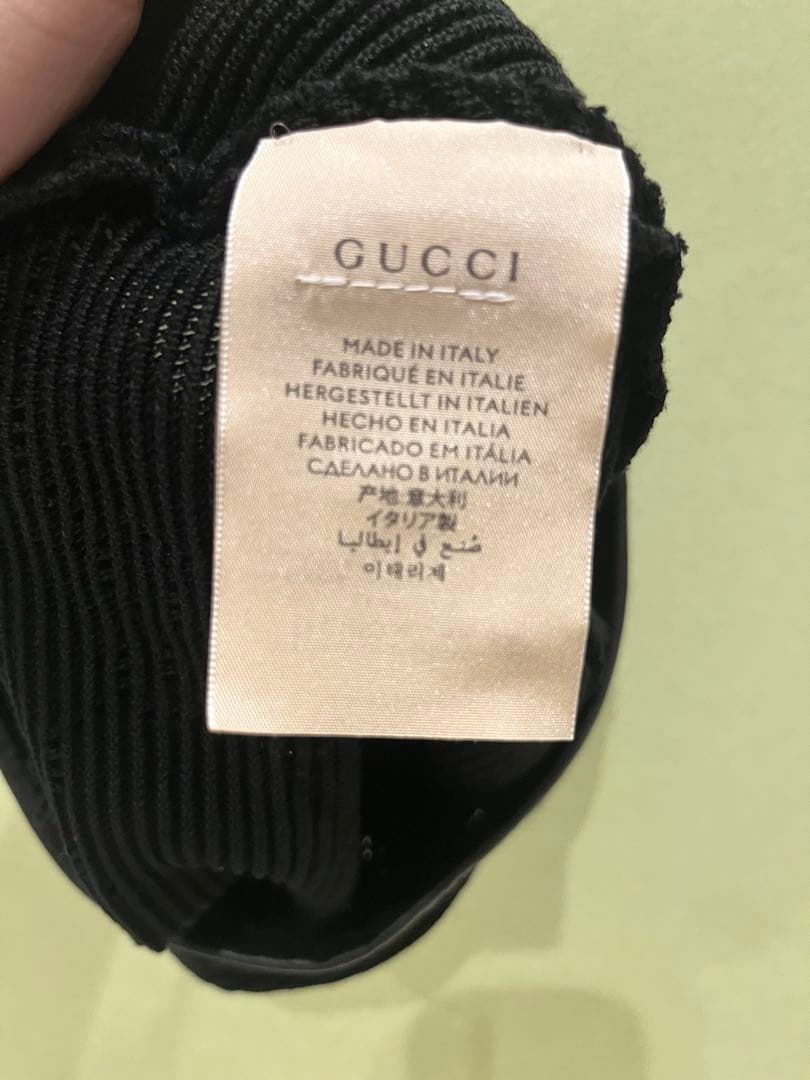 GUCCI
MADE IN ITALY
FABRIQUÉ EN ITALIE
HERGESTELLT IN ITALIEN
HECHO EN ITALIA
FABRICADO EM ITÁLIA
СДЕЛАНО В ИТАЛИИ
产地 意大利
イタリア製
صُنع في إيطاليا
이태리제